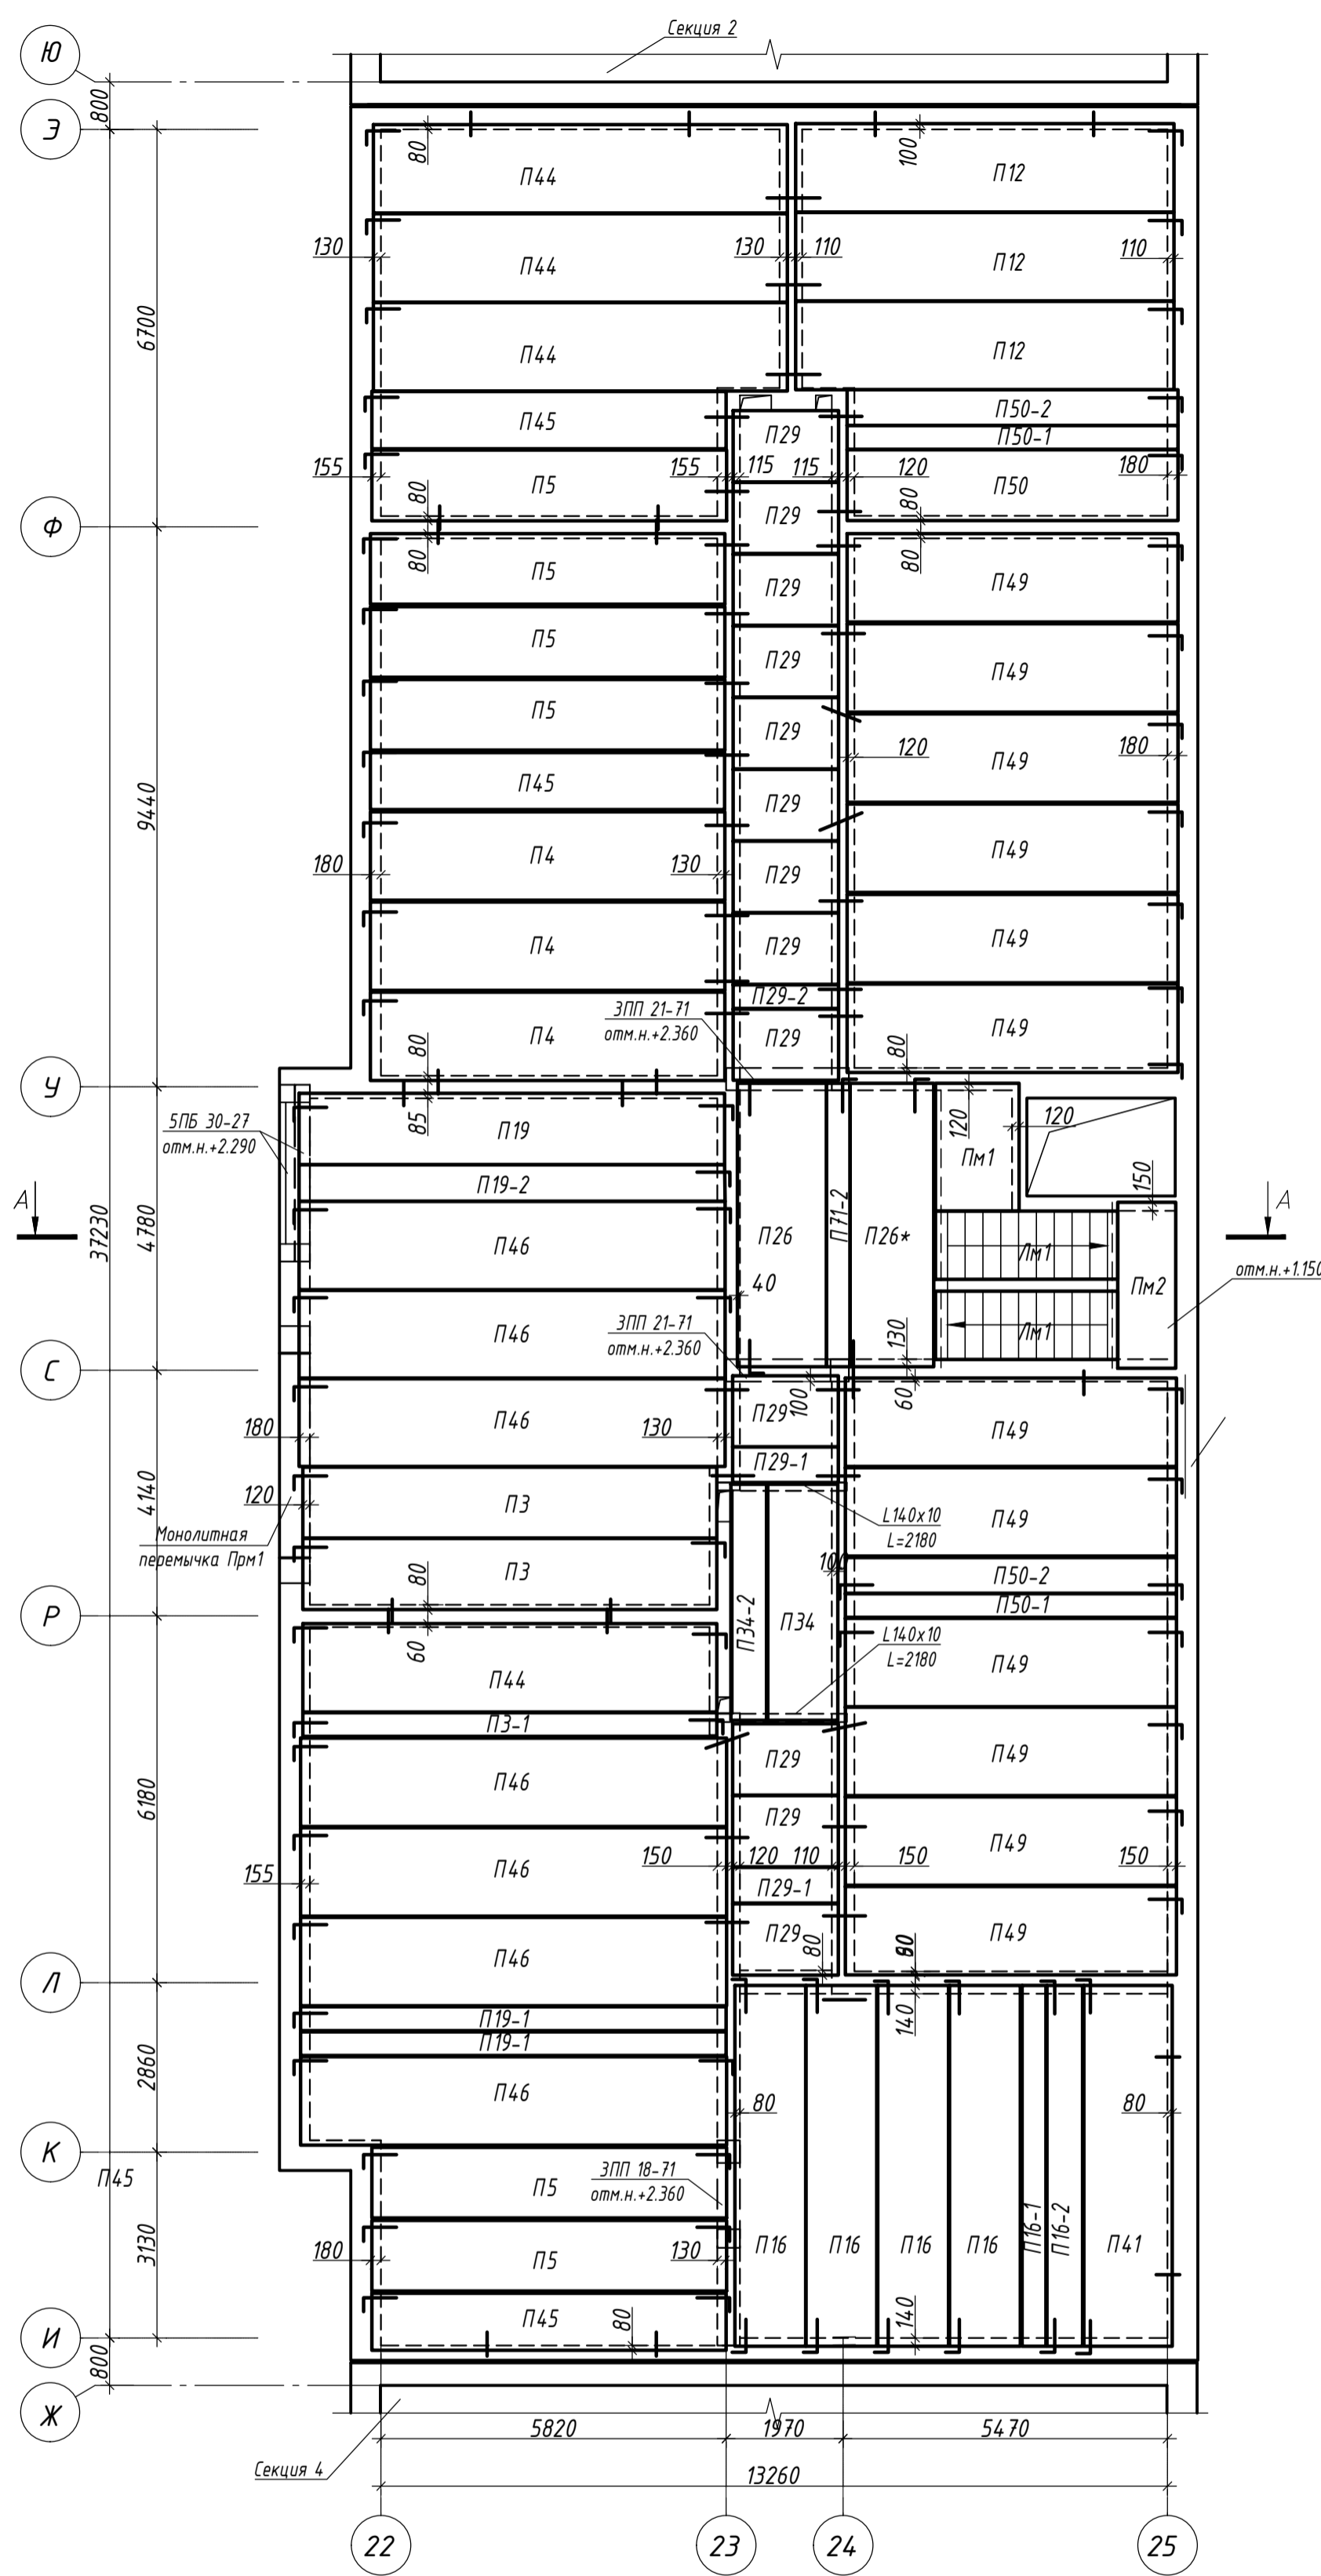 Секция 2
Ю
800
Э
80
100
П44
П12
130
130
110
110
П44
П12
6700
П44
П12
П45
П50-2
П29
П50-1
155
155
115
115
120
180
П5
80
80
П50
Ф
П29
80
80
П5
П29
П49
П5
П29
П49
П5
П29
120
180
П49
9440
П45
П29
П4
П49
180
130
П29
П4
П29
П49
П29-2
3ПП 21-71
отм.н.+2.360
П4
П29
П49
80
80
У
85
120
120
5ПБ 30-27
отм.н.+2.290
П19
Пм1
150
П19-2
А
А
37230
4780
П46
П26
П71-2
П26*
Лм1
отм.н.+1.150
40
Пм2
3ПП 21-71
отм.н.+2.360
П46
130
Лм1
С
100
60
П29
180
П46
130
П49
П29-1
4140
120
П3
L140х10
L=2180
П49
Монолитная
перемычка Прм1
100
П3
80
П50-2
Р
П34-2
П34
П50-1
60
L140х10
L=2180
П44
П49
П3-1
П46
П29
П49
6180
П29
150
120
110
150
150
155
П46
П29-1
П49
П46
П29
80
П49
Л
140
П19-1
П19-1
2860
П46
80
80
К
П45
3ПП 18-71
отм.н.+2.360
П5
3130
180
П5
130
П16
П16
П16
П16
П16-1
П16-2
П41
П45
80
140
И
800
Ж
5820
1970
5470
Секция 4
13260
22
23
24
25